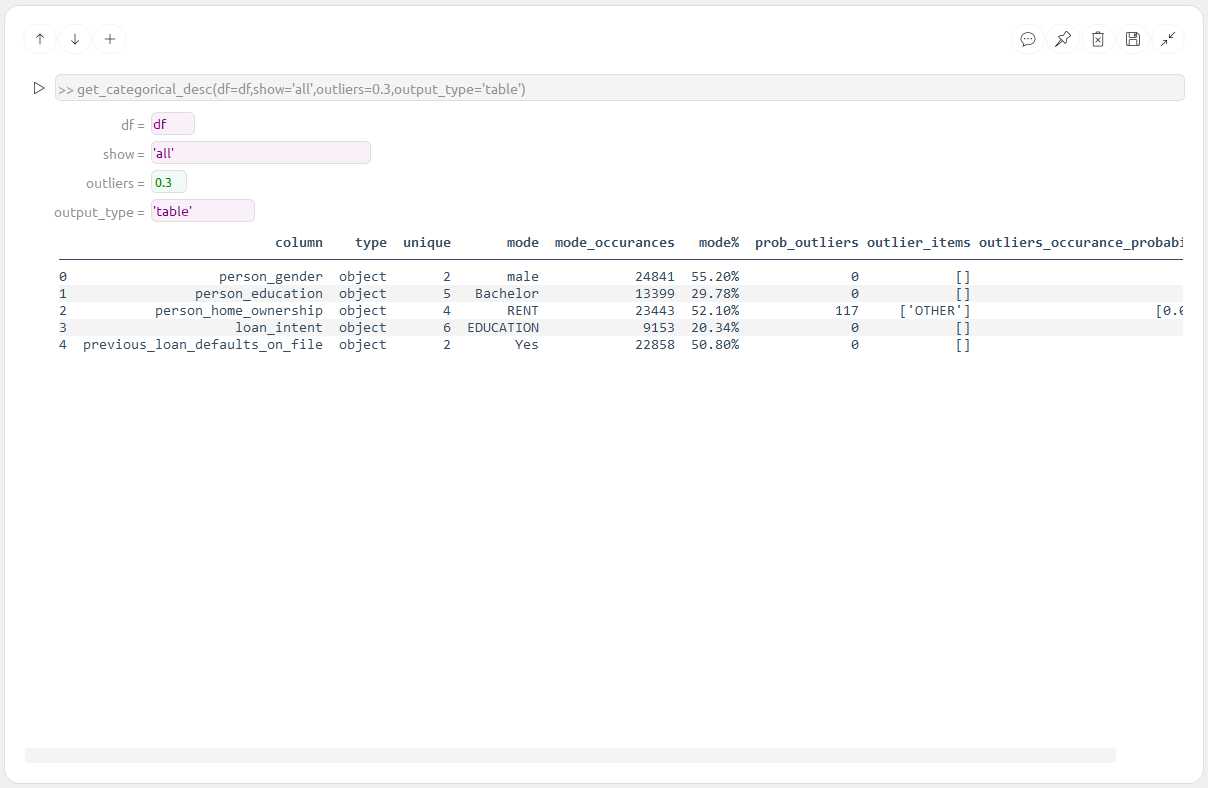 >> get_categorical_desc(df=df,show='all',outliers=0.3,output_type='table')
df = df
show = 'all'
outliers = 0.3
output_type = 'table'
column type unique mode mode_occurances mode% prob_outliers outlier_items outliers_occurance_probabi
0 person_gender object 2 male 24841 55.20% 0 []
1 person_education object 5 Bachelor 13399 29.78% 0 []
2 person_home_ownership object 4 RENT 23443 52.10% 117 ['OTHER'] [0.0
3 loan_intent object 6 EDUCATION 9153 20.34% 0 []
4 previous_loan_defaults_on_file object 2 Yes 22858 50.80% 0 []